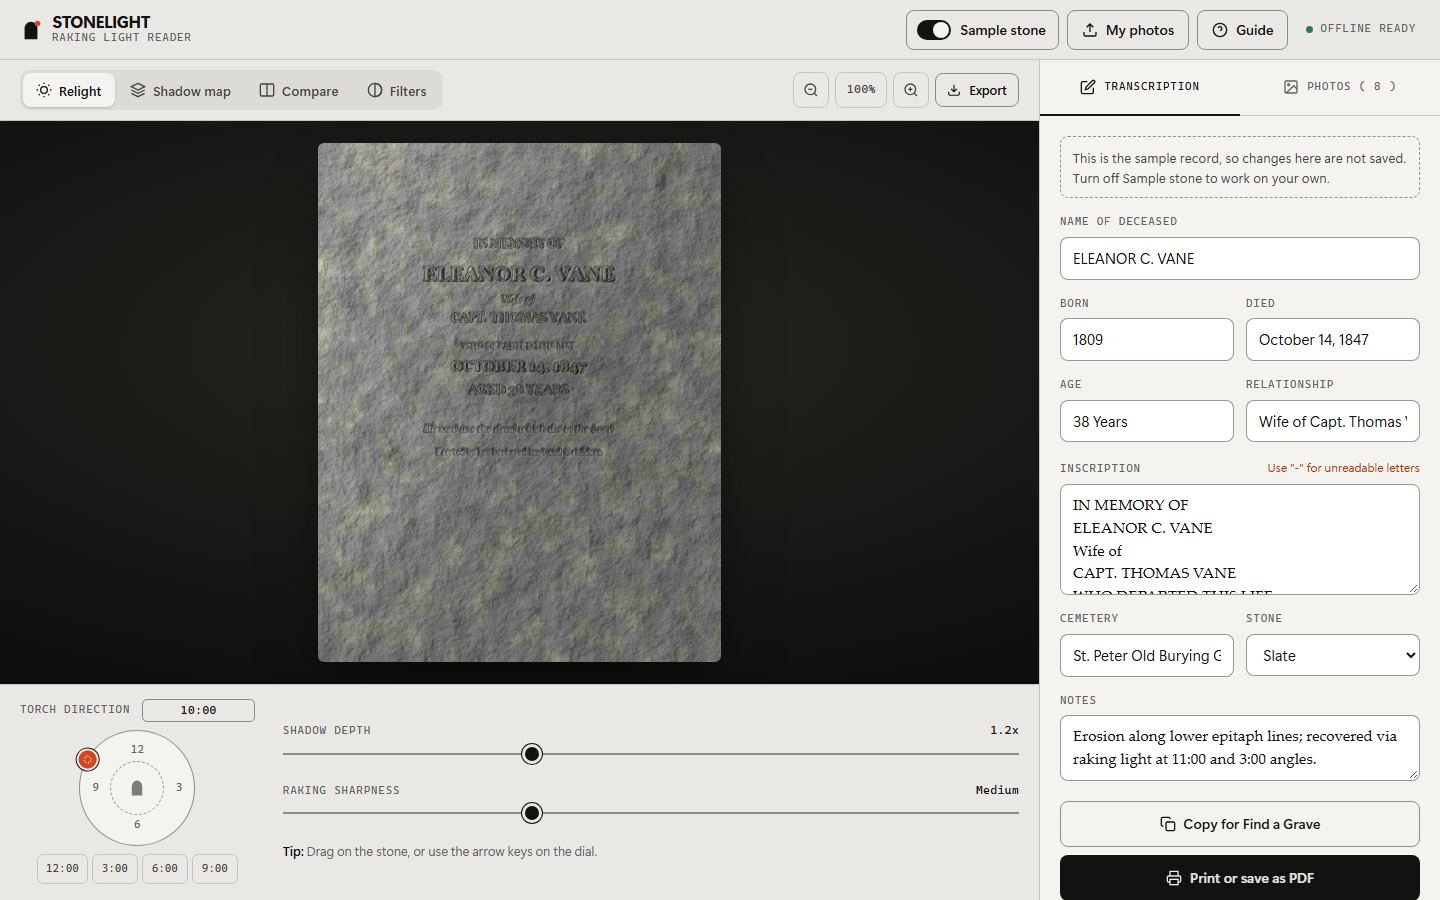 STONELIGHT
RAKING LIGHT READER
Sample stone
My photos
Guide
OFFLINE READY
Relight
Shadow map
Compare
Filters
100%
Export
TRANSCRIPTION
PHOTOS ( 8 )
IN MEMORY OF
ELEANOR C. VANE
Wife of
CAPT. THOMAS VANE
WHO DEPARTED THIS LIFE
OCTOBER 14, 1847
AGED 38 YEARS
This is the sample record, so changes here are not saved.
Turn off Sample stone to work on your own.
NAME OF DECEASED
ELEANOR C. VANE
BORN
DIED
1809
October 14, 1847
AGE
RELATIONSHIP
38 Years
Wife of Capt. Thomas
INSCRIPTION
Use "-" for unreadable letters
IN MEMORY OF
ELEANOR C. VANE
Wife of
CAPT. THOMAS VANE
WHO DEPARTED THIS LIFE
CEMETERY
STONE
St. Peter Old Burying G
Slate
NOTES
Erosion along lower epitaph lines; recovered via
raking light at 11:00 and 3:00 angles.
Copy for Find a Grave
Print or save as PDF
TORCH DIRECTION
10:00
12
9
3
6
12:00
3:00
6:00
9:00
SHADOW DEPTH
1.2x
RAKING SHARPNESS
Medium
Tip: Drag on the stone, or use the arrow keys on the dial.